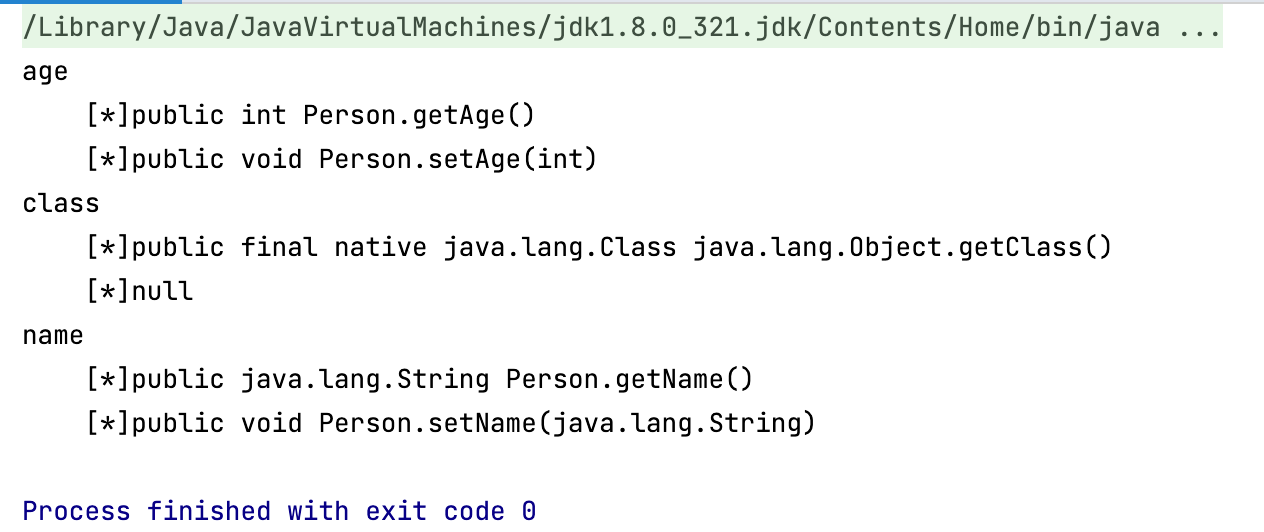 /Library/Java/JavaVirtualMachines/jdk1.8.0_321.jdk/Contents/Home/bin/java ...
age
    [*]public int Person.getAge()
    [*]public void Person.setAge(int)
class
    [*]public final native java.lang.Class java.lang.Object.getClass()
    [*]null
name
    [*]public java.lang.String Person.getName()
    [*]public void Person.setName(java.lang.String)
Process finished with exit code 0